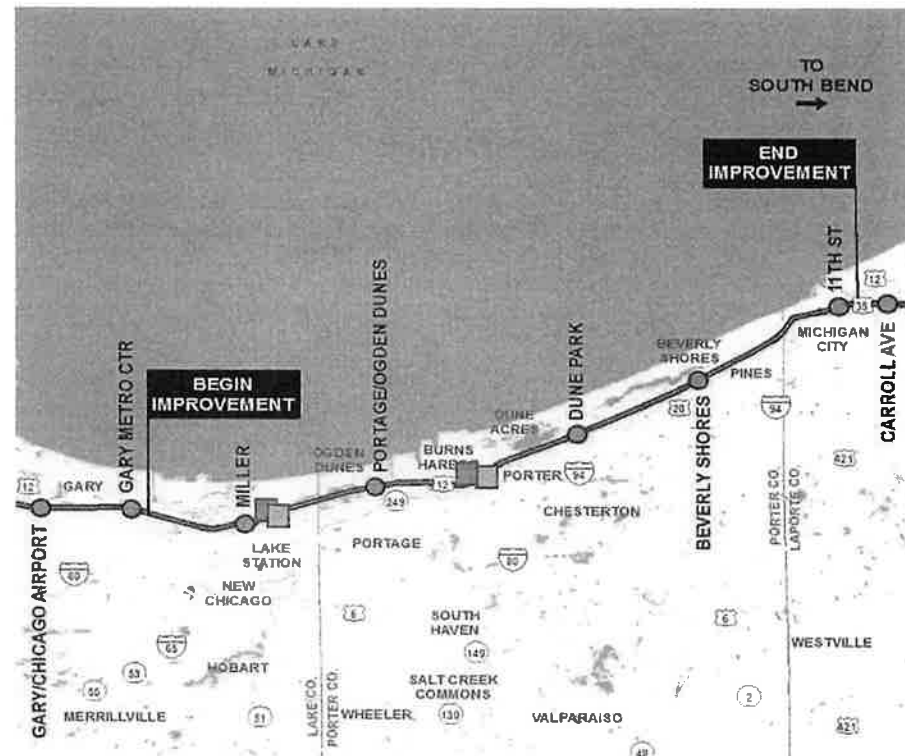 LAKE
MICHIGAN
TO
SOUTH BEND
END
IMPROVEMENT
11TH ST
12
35
MICHIGAN
CITY
CARROLL AVE
BEVERLY
SHORES
PINES
20
94
BEVERLY SHORES
DUNE PARK
DUNE
ACRES
PORTAGE/OGDEN DUNES
OGDEN
DUNES
BURNS
HARB
12
PORTER
94
249
BEGIN
IMPROVEMENT
GARY METRO CTR
MILLER
12
GARY
GARY/CHICAGO AIRPORT
LAKE
STATION
PORTAGE
CHESTERTON
421
PORTER CO.
LAPORTE CO.
80
NEW
CHICAGO
6
SOUTH
HAVEN
6
65
149
WESTVILLE
HOBART
53
55
SALT CREEK
COMMONS
2
MERRILLVILLE
51
LAKE CO.
PORTER CO.
WHEELER
130
VALPARAISO
421